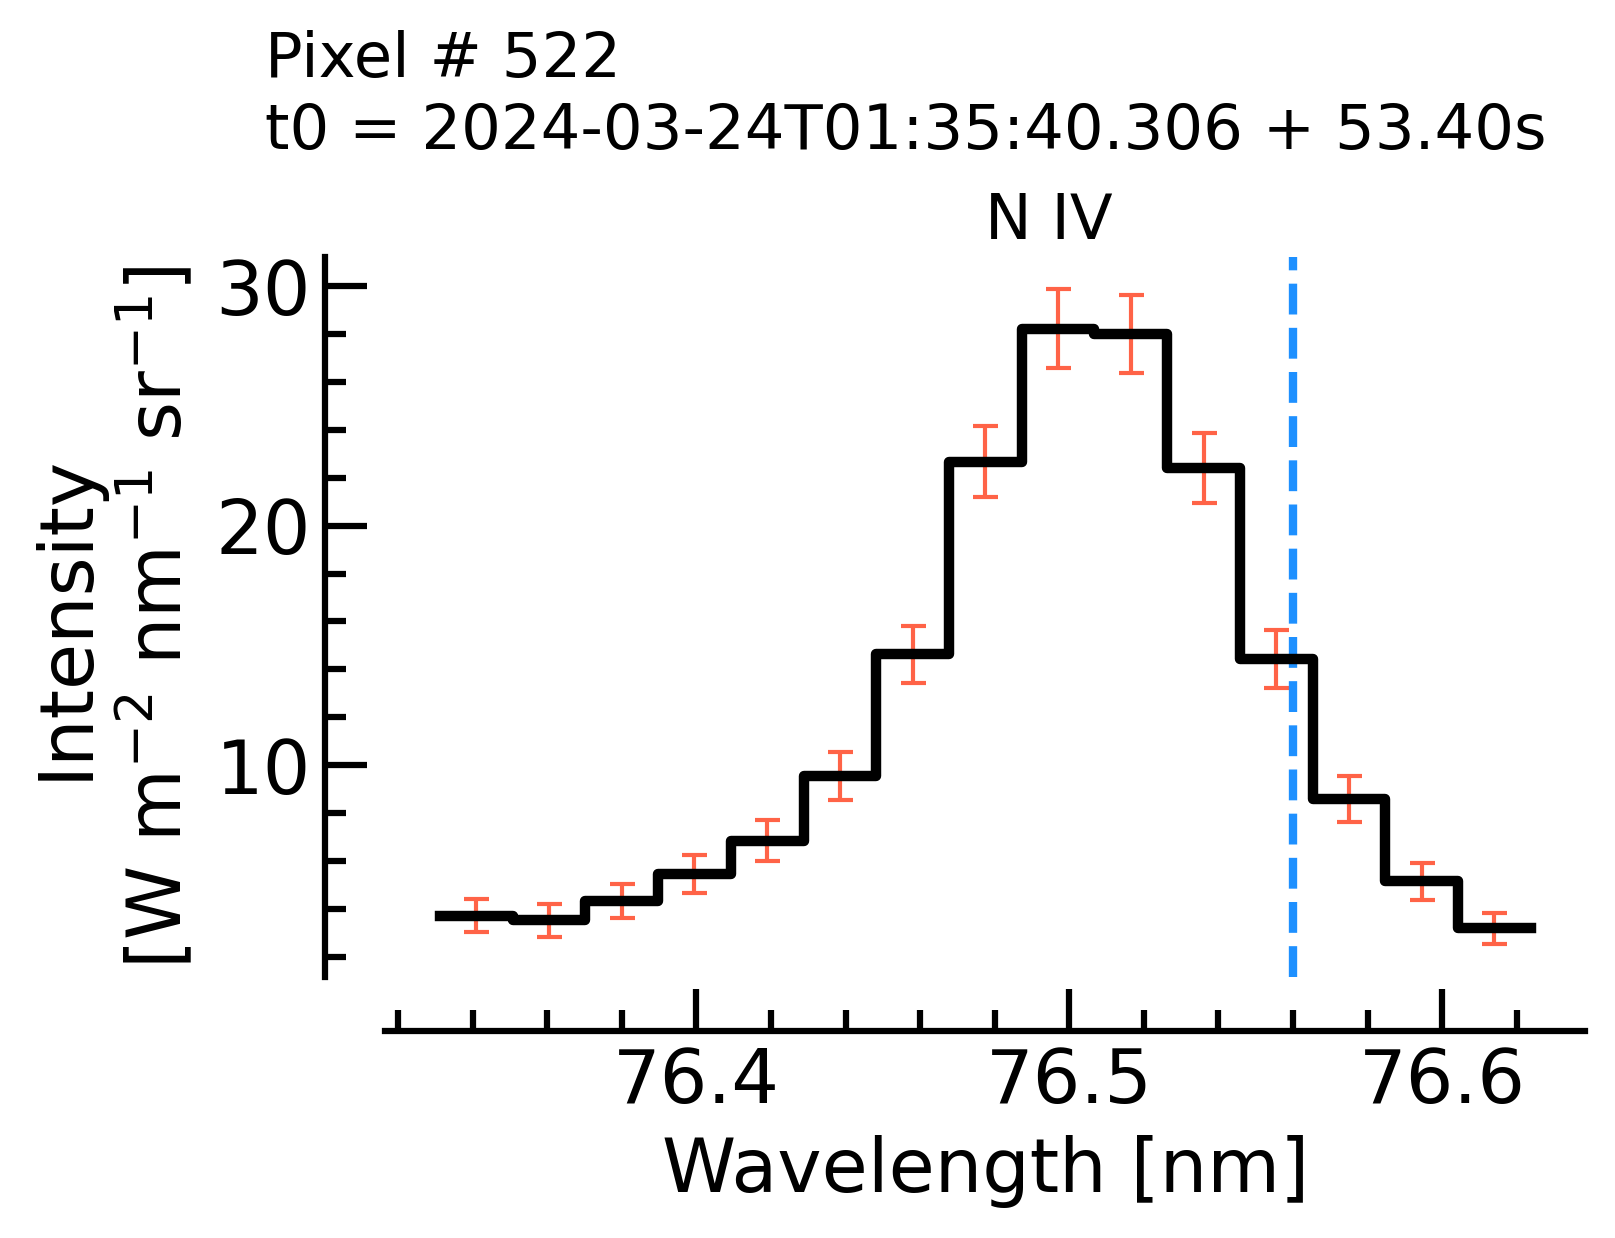 Pixel # 522
t0 = 2024-03-24T01:35:40.306 + 53.40s
N IV
Intensity
[W m⁻² nm⁻¹ sr⁻¹]
30
20
10
76.4 76.5 76.6
Wavelength [nm]